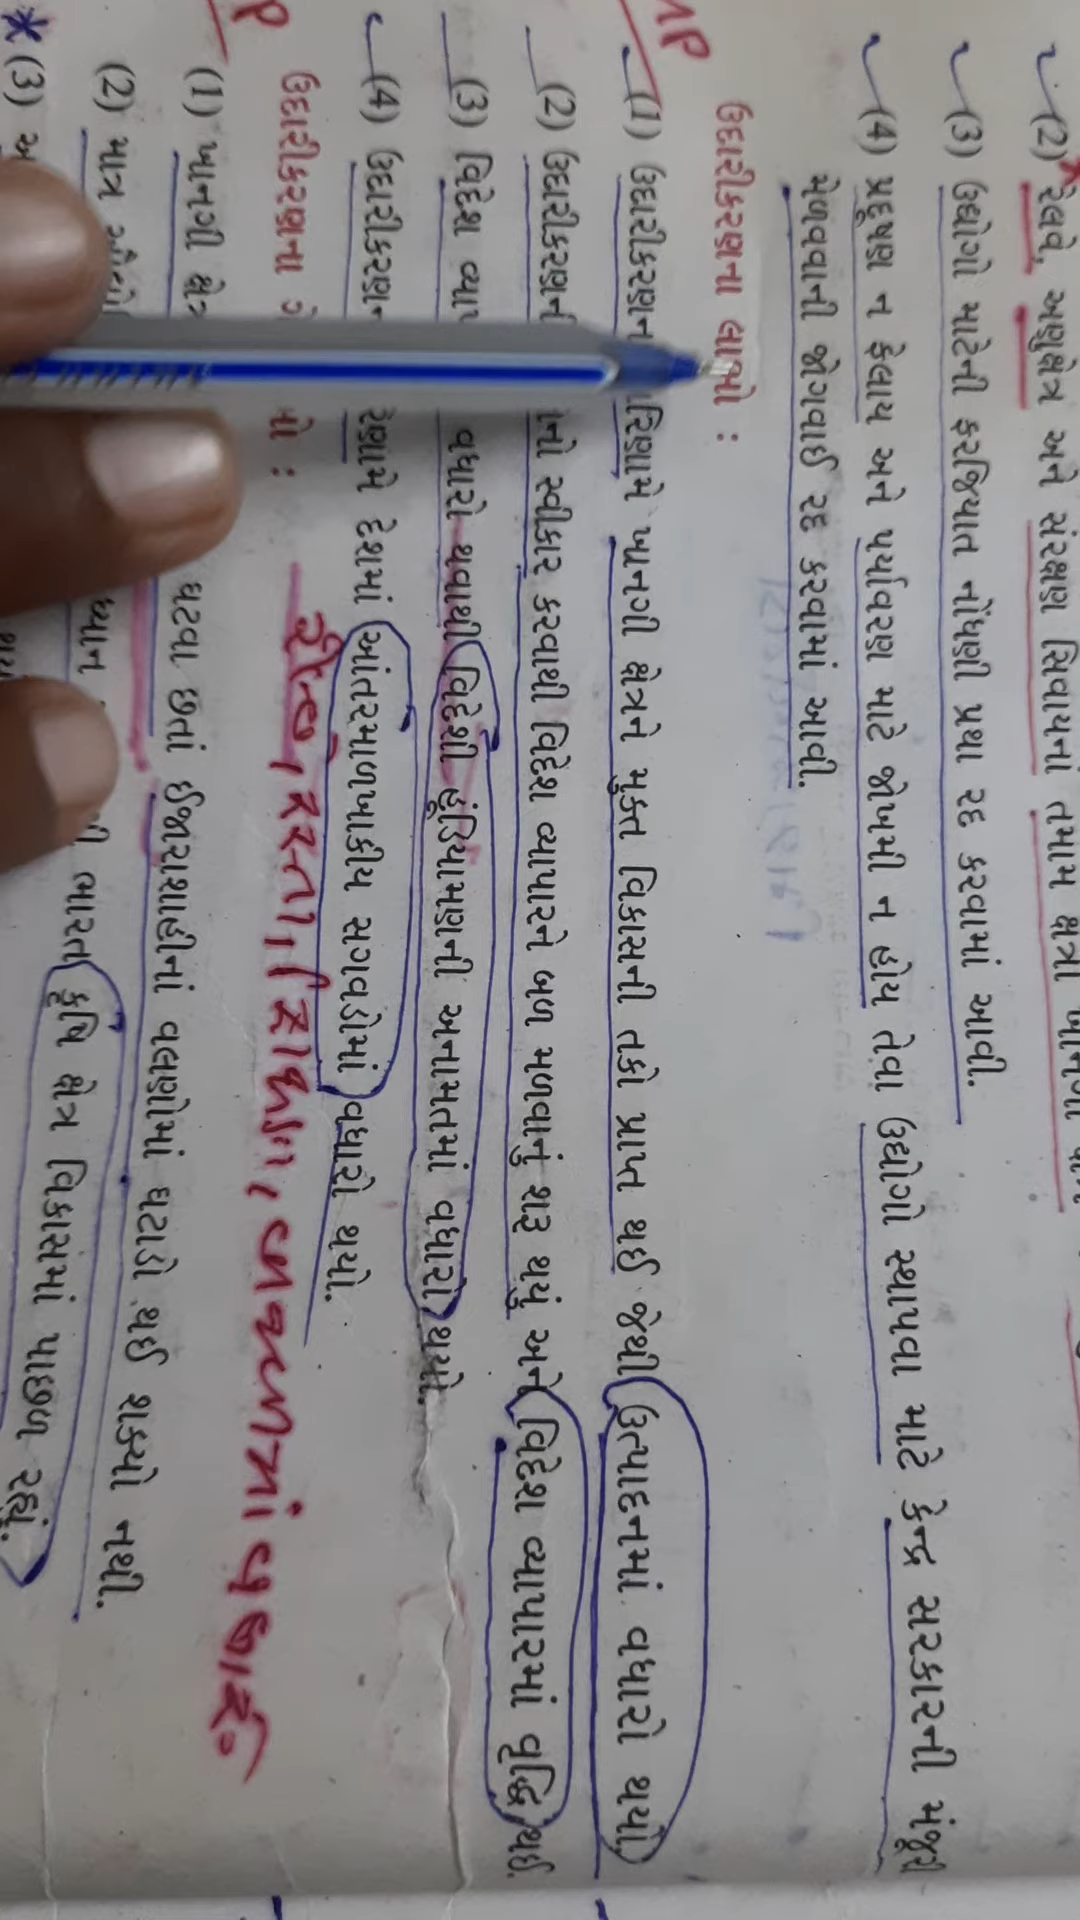 (2) રેલવે, અણુક્ષેત્ર અને સંરક્ષણ સિવાયનાં તમામ ક્ષેત્રો
(3) ઉદ્યોગો માટેની ફરજિયાત નોંધણી પ્રથા રદ કરવામાં આવી.
(4) પ્રદૂષણ ન ફેલાય અને પર્યાવરણ માટે જોખમી ન હોય તેવા ઉદ્યોગો સ્થાપવા માટે કેન્દ્ર સરકારની મંજૂરી
મેળવવાની જોગવાઈ રદ કરવામાં આવી.
MP
ઉદારીકરણના લાભો :
(1) ઉદારીકરણન રિણામે ખાનગી ક્ષેત્રને મુક્ત વિકાસની તકો પ્રાપ્ત થઈ જેથી ઉત્પાદનમાં વધારો થયો.
(2) ઉદારીકરણની નો સ્વીકાર કરવાથી વિદેશ વ્યાપારને બળ મળવાનું શરૂ થયું અને વિદેશ વ્યાપારમાં વૃદ્ધિ થઈ.
(3) વિદેશ વ્યાપ વધારો થવાથી વિદેશી હૂંડિયામણની અનામતમાં વધારો થયો.
(4) ઉદારીકરણ રિણામે દેશમાં આંતરમાળખાકીય સગવડોમાં વધારો થયો.
રેલ્વે, રસ્તા,
ઉદારીકરણના ગે ભો :
(1) ખાનગી ક્ષેત્ર ઘટવા છતાં ઈજારાશાહીનાં વલણોમાં ઘટાડો થઈ શક્યો નથી.
(2) માત્ર ધ્યાન ભારત કૃષિ ક્ષેત્ર વિકાસમાં પાછળ રહ્યું.
(3)